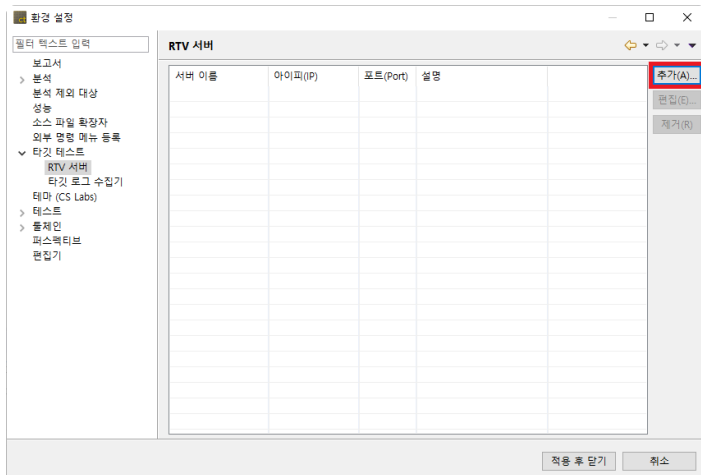 환경 설정
필터 텍스트 입력
보고서
분석
분석 제외 대상
성능
소스 파일 확장자
외부 명령 메뉴 등록
타깃 테스트
RTV 서버
타깃 로그 수집기
테마 (CS Labs)
테스트
툴체인
퍼스펙티브
편집기
RTV 서버
서버 이름 아이피(IP) 포트(Port) 설명
추가(A)...
편집(E)...
제거(R)
적용 후 닫기 취소